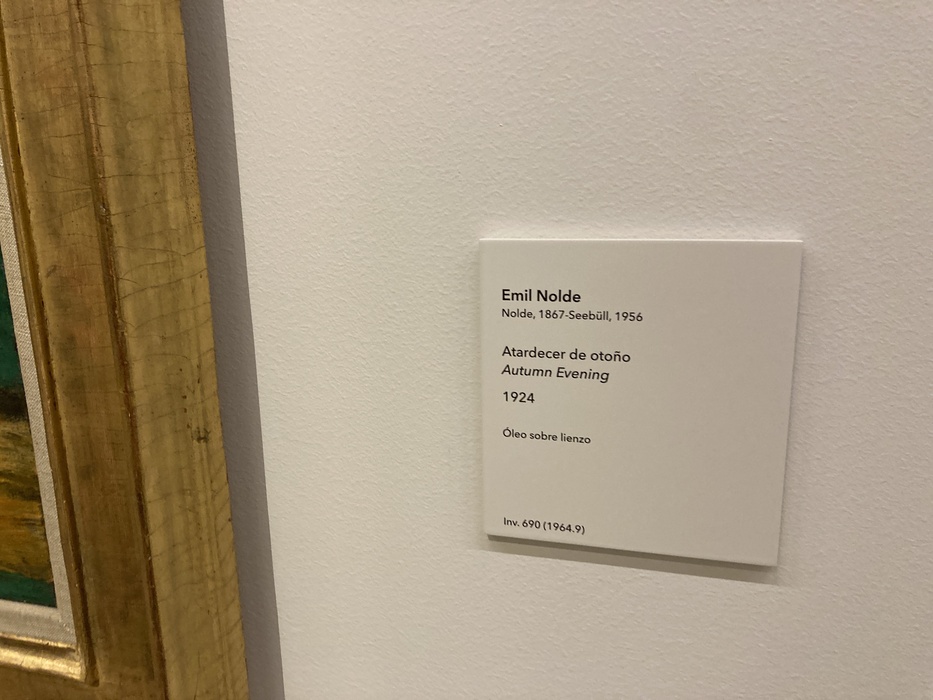 Emil Nolde
Nolde, 1867-Seebüll, 1956
Atardecer de otoño
Autumn Evening
1924
Óleo sobre lienzo
Inv. 690 (1964.9)